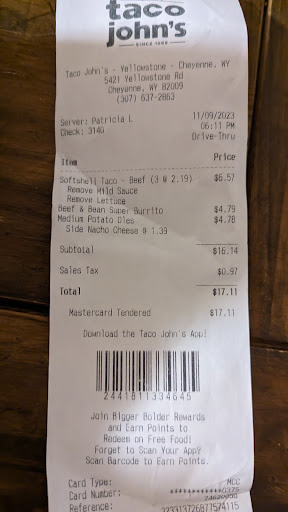 taco
john's
SINCE 1969
Taco John's - Yellowstone - Cheyenne, WY
5421 Yellowstone Rd
Cheyenne, WY 82009
(307) 637-2863
Server: Patricia L 11/09/2023
Check: 3140 06:11 PM
Drive-Thru
Item Price
Softshell Taco - Beef (3 @ 2.19) $6.57
Remove Mild Sauce
Remove Lettuce
Beef & Bean Super Burrito $4.79
Medium Potato Oles $4.78
Side Nacho Cheese @ 1.39
Subtotal $16.14
Sales Tax $0.97
Total $17.11
Mastercard Tendered $17.11
Download the Taco John's App!
2441811334645
Join Bigger Bolder Rewards
and Earn Points to
Redeem on Free Food!
Forget to Scan Your App?
Scan Barcode to Earn Points.
Card Type: MCC
Card Number:
Reference: